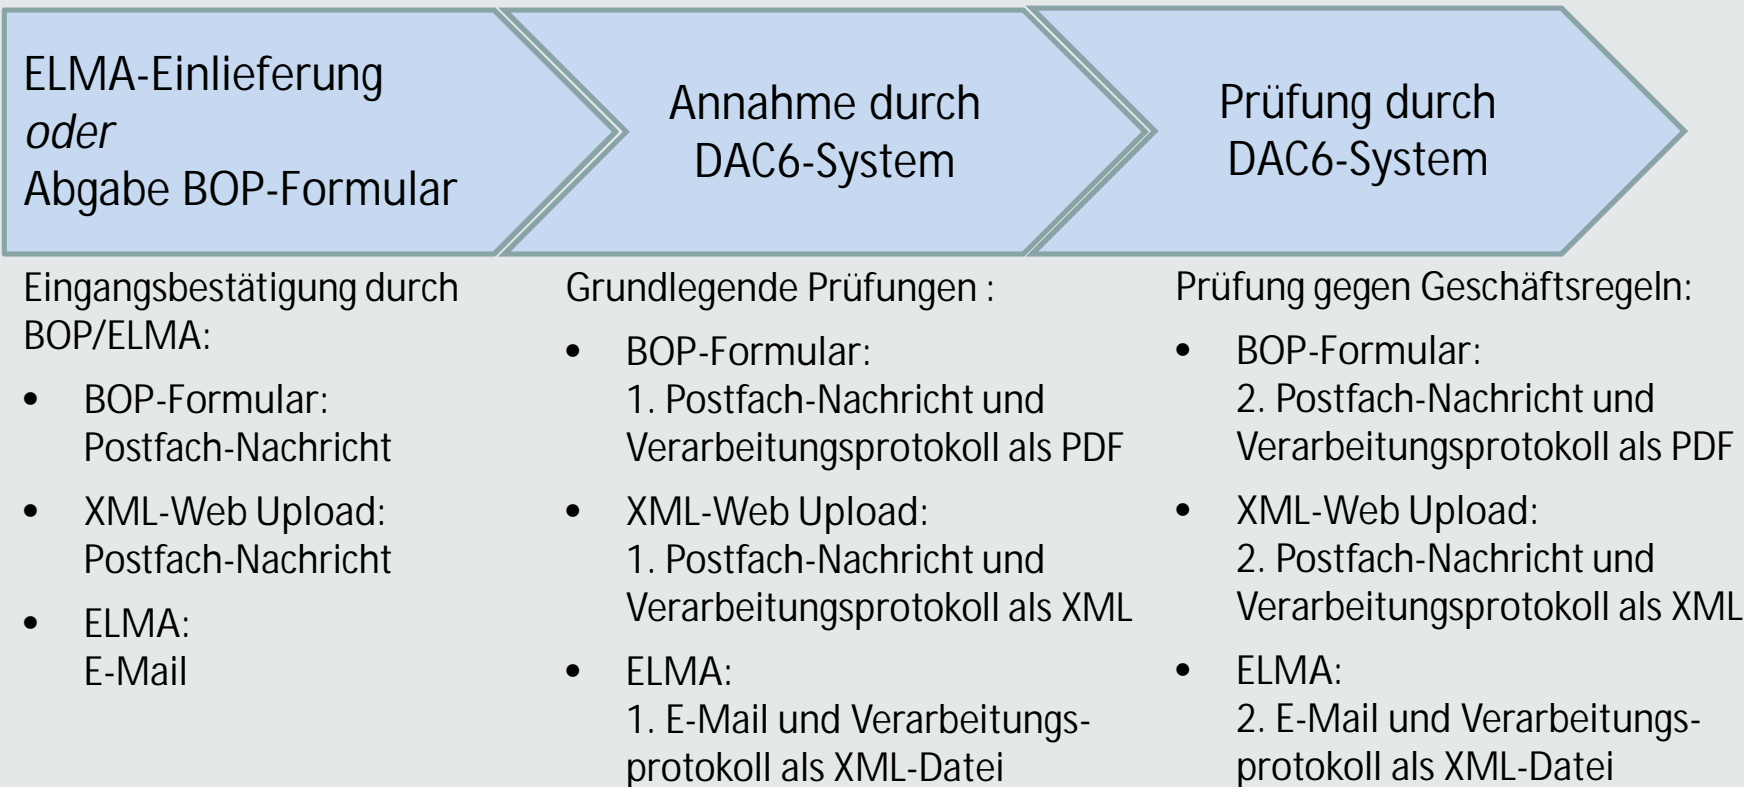 ELMA-Einlieferung
oder
Abgabe BOP-Formular
Annahme durch
DAC6-System
Prüfung durch
DAC6-System
Eingangsbestätigung durch
BOP/ELMA:
• BOP-Formular:
Postfach-Nachricht
• XML-Web Upload:
Postfach-Nachricht
• ELMA:
E-Mail
Grundlegende Prüfungen :
• BOP-Formular:
1. Postfach-Nachricht und
Verarbeitungsprotokoll als PDF
• XML-Web Upload:
1. Postfach-Nachricht und
Verarbeitungsprotokoll als XML
• ELMA:
1. E-Mail und Verarbeitungs-
protokoll als XML-Datei
Prüfung gegen Geschäftsregeln:
• BOP-Formular:
2. Postfach-Nachricht und
Verarbeitungsprotokoll als PDF
• XML-Web Upload:
2. Postfach-Nachricht und
Verarbeitungsprotokoll als XML
• ELMA:
2. E-Mail und Verarbeitungs-
protokoll als XML-Datei